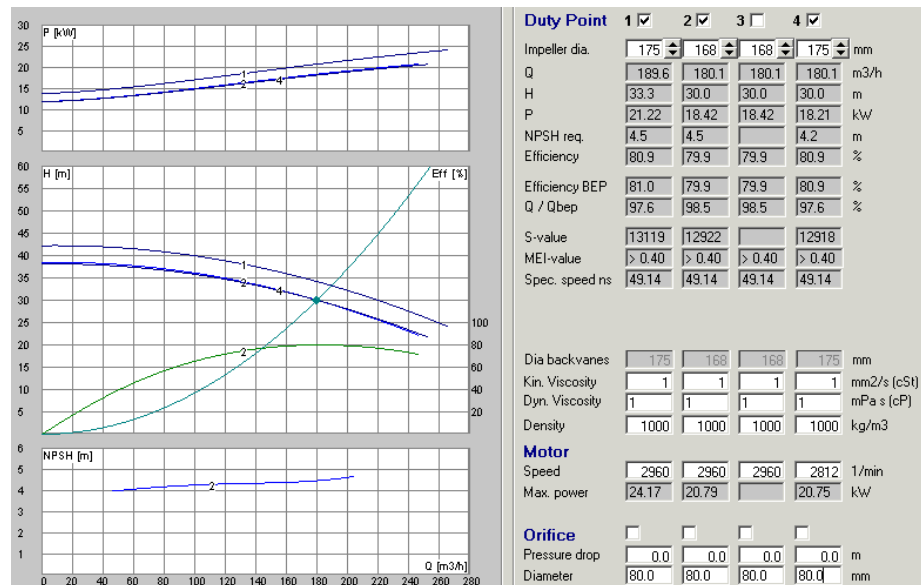 P [kW]
30
25
20
15
10
5
1
2
4
H [m]
Eff [%]
60
55
50
45
40
35
30
25
20
15
10
5
100
80
60
40
20
1
2
4
2
NPSH [m]
6
5
4
3
2
1
2
Q [m3/h]
0 20 40 60 80 100 120 140 160 180 200 220 240 260 280
Duty Point 1 2 3 4
Impeller dia. 175 168 168 175 mm
Q 189.6 180.1 180.1 180.1 m3/h
H 33.3 30.0 30.0 30.0 m
P 21.22 18.42 18.42 18.21 kW
NPSH req. 4.5 4.5 4.2 m
Efficiency 80.9 79.9 79.9 80.9 %
Efficiency BEP 81.0 79.9 79.9 80.9 %
Q / Qbep 97.6 98.5 98.5 97.6 %
S-value 13119 12922 12918
MEI-value > 0.40 > 0.40 > 0.40 > 0.40
Spec. speed ns 49.14 49.14 49.14 49.14
Dia backvanes 175 168 168 175 mm
Kin. Viscosity 1 1 1 1 mm2/s (cSt)
Dyn. Viscosity 1 1 1 1 mPa s (cP)
Density 1000 1000 1000 1000 kg/m3
Motor
Speed 2960 2960 2960 2812 1/min
Max. power 24.17 20.79 20.75 kW
Orifice
Pressure drop 0.0 0.0 0.0 0.0 m
Diameter 80.0 80.0 80.0 80.0 mm